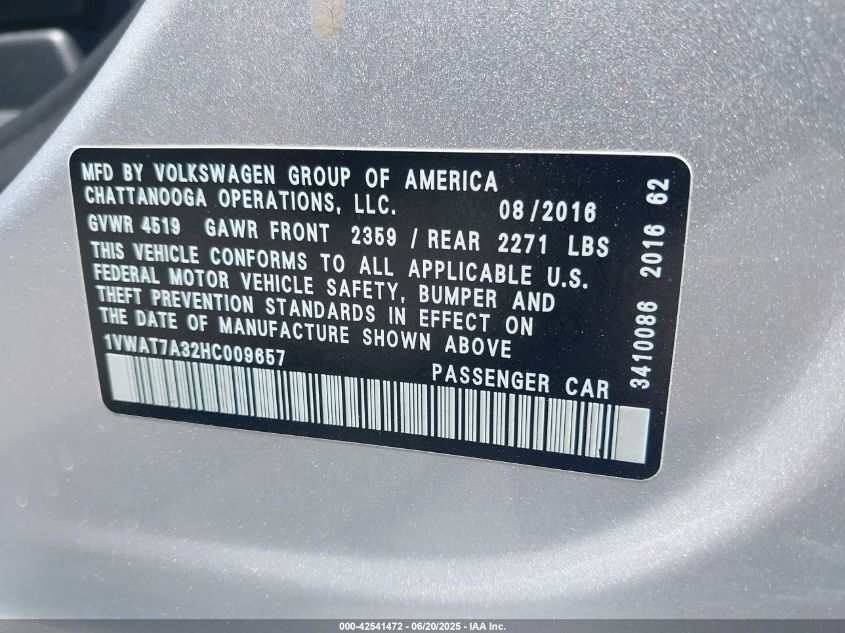 MFD BY VOLKSWAGEN GROUP OF AMERICA
CHATTANOOGA OPERATIONS, LLC. 08/2016
GVWR 4519 GAWR FRONT 2359 / REAR 2271 LBS
THIS VEHICLE CONFORMS TO ALL APPLICABLE U.S.
FEDERAL MOTOR VEHICLE SAFETY, BUMPER AND
THEFT PREVENTION STANDARDS IN EFFECT ON
THE DATE OF MANUFACTURE SHOWN ABOVE
1VWAT7A32HC009657
PASSENGER CAR
3410086 2016 62
000-42541472 - 06/20/2025 - IAA Inc.